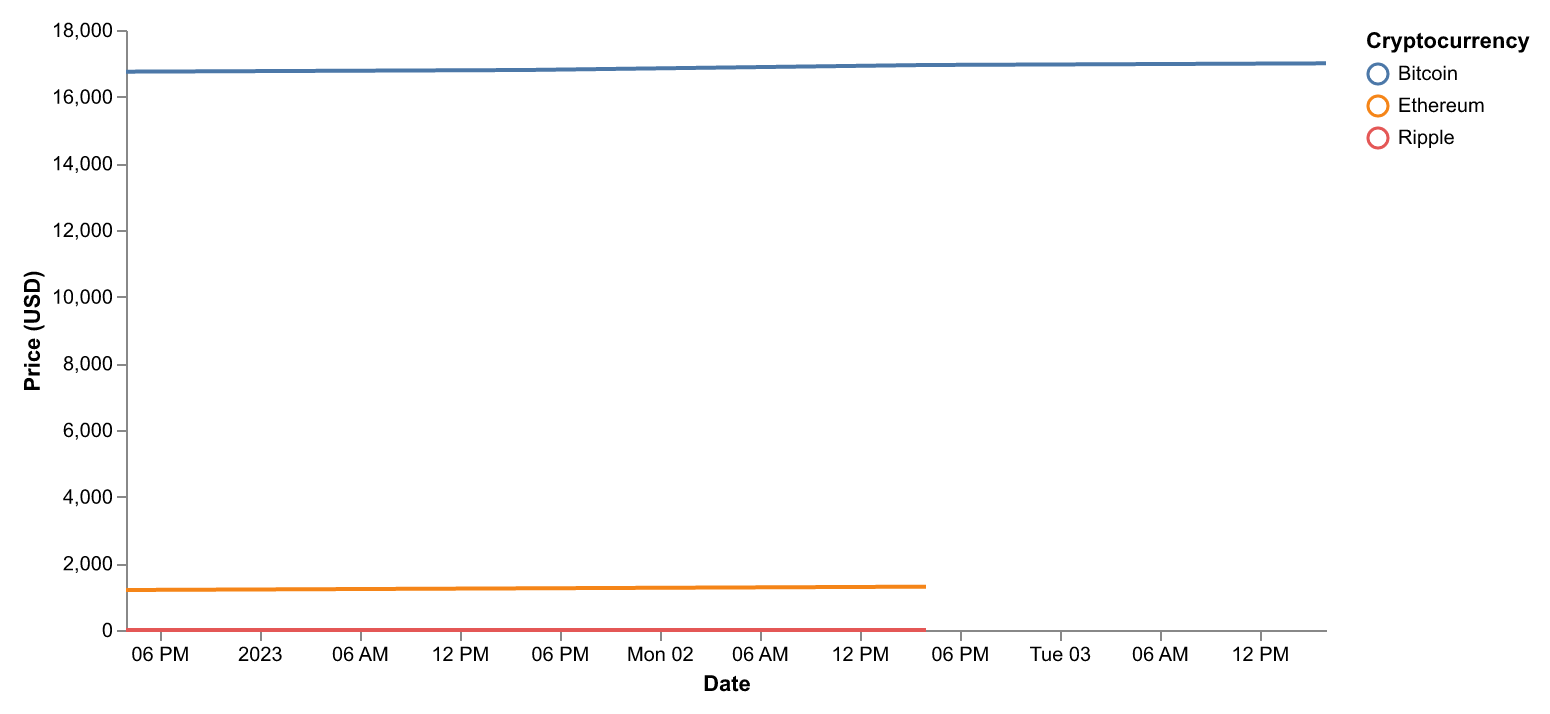 18,000
16,000
14,000
12,000
10,000
8,000
6,000
4,000
2,000
0
Price (USD)
06 PM 2023 06 AM 12 PM 06 PM Mon 02 06 AM 12 PM 06 PM Tue 03 06 AM 12 PM
Date
Cryptocurrency
Bitcoin
Ethereum
Ripple